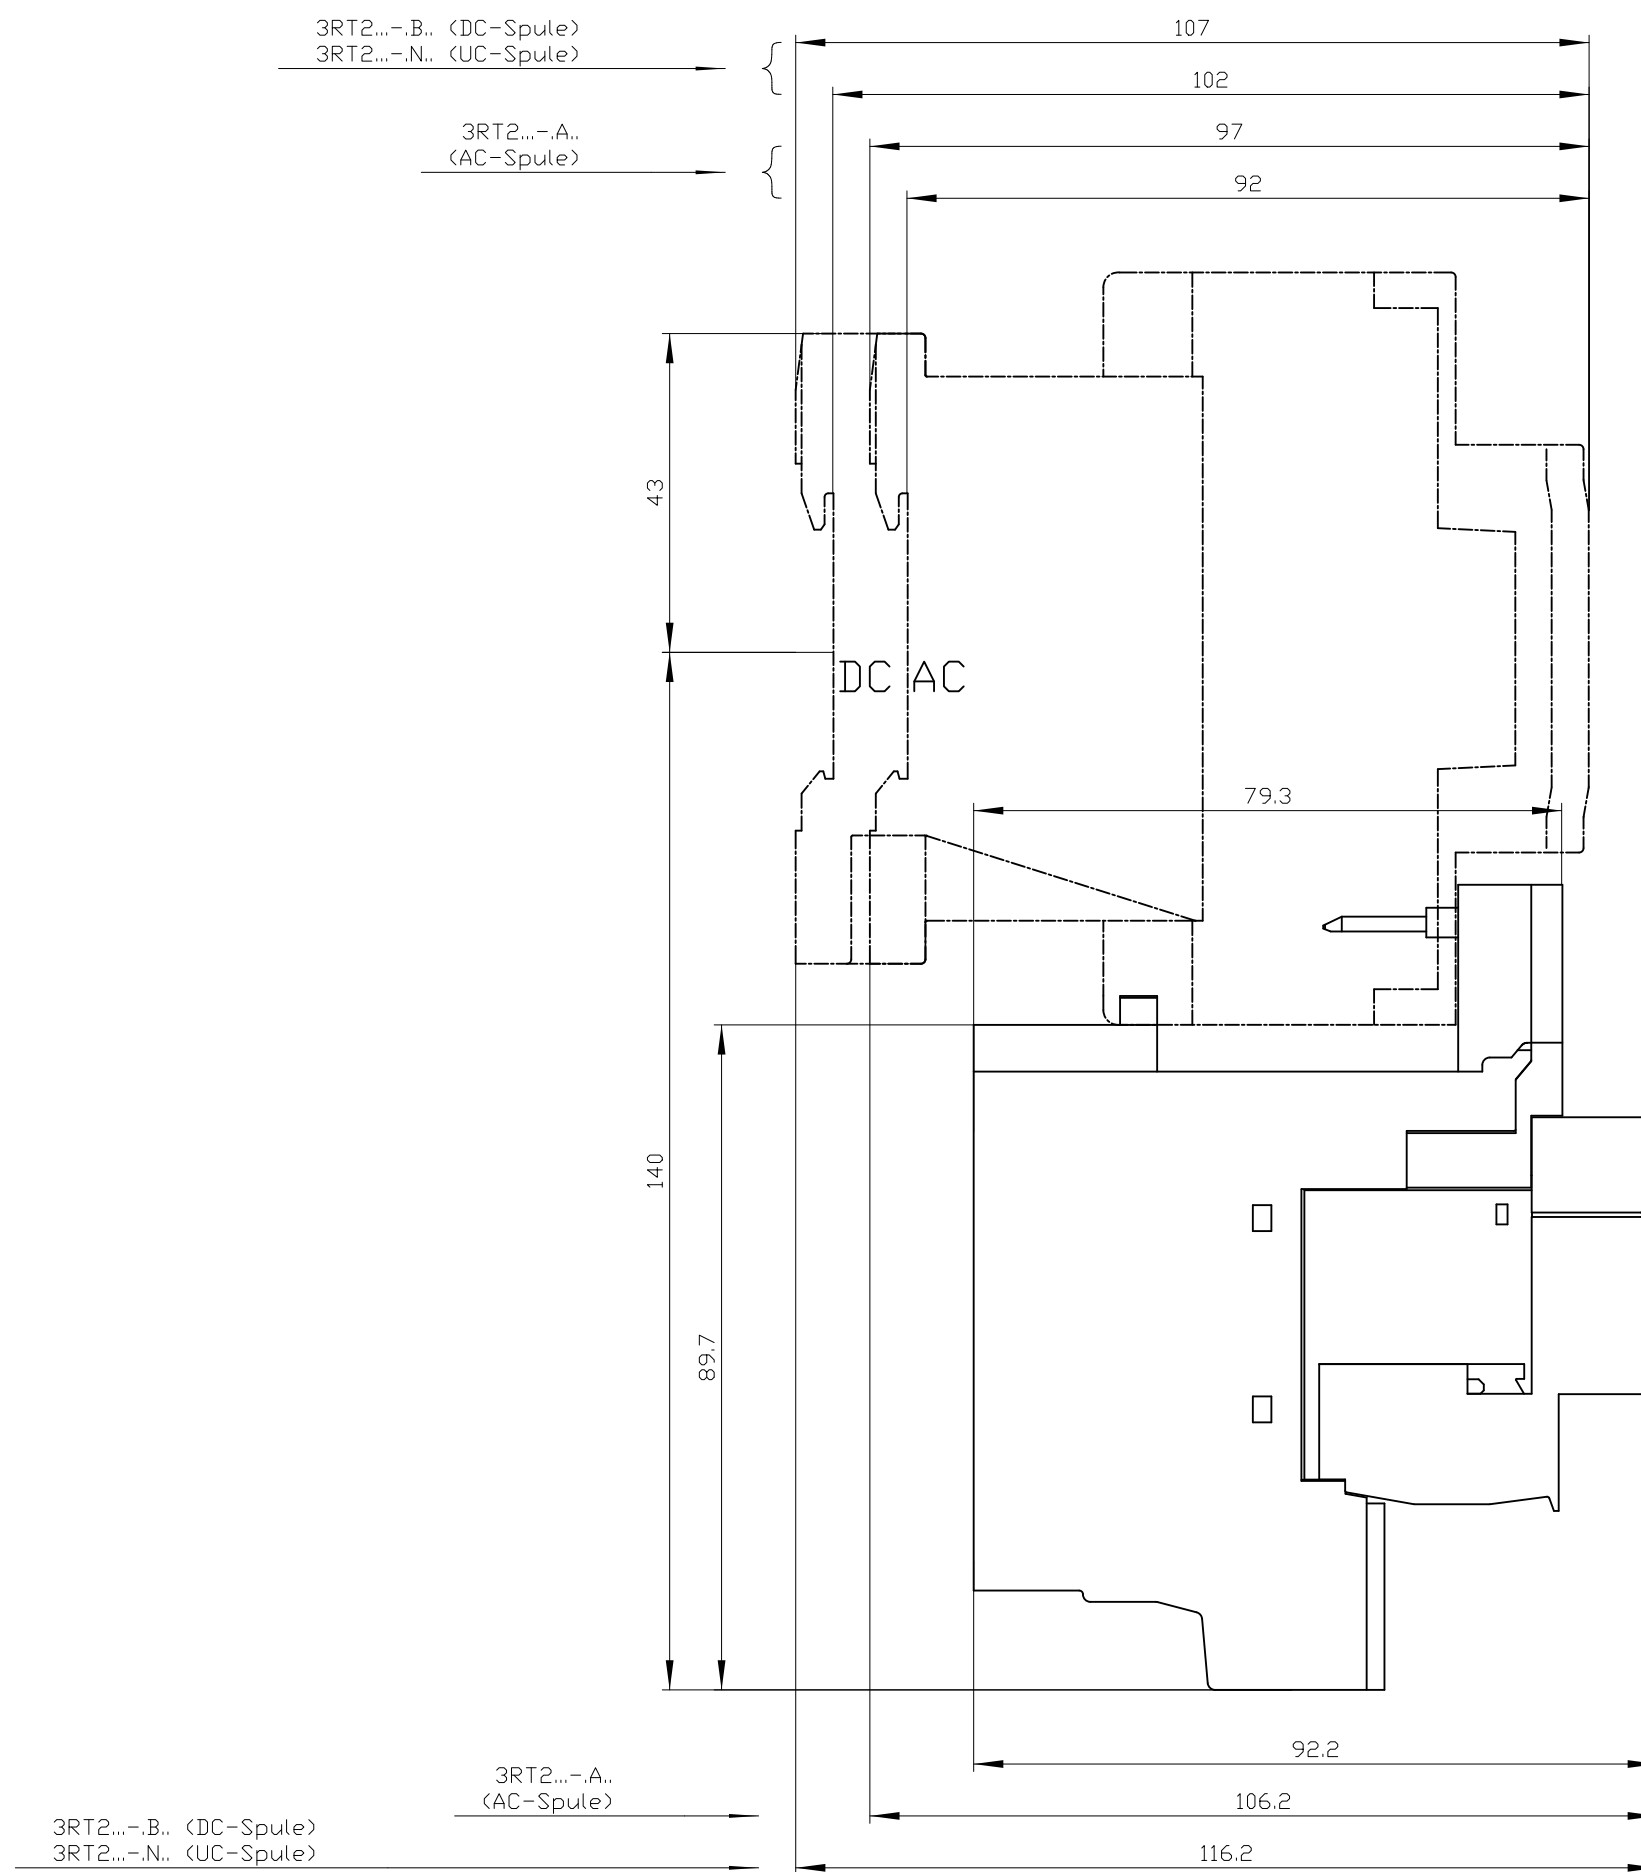 3RT2...-.B.. (DC-Spule)
3RT2...-.N.. (UC-Spule)
107
102
3RT2...-.A..
(AC-Spule)
97
92
43
DC AC
79.3
140
89.7
92.2
3RT2...-.A..
(AC-Spule)
106.2
3RT2...-.B.. (DC-Spule)
3RT2...-.N.. (UC-Spule)
116.2